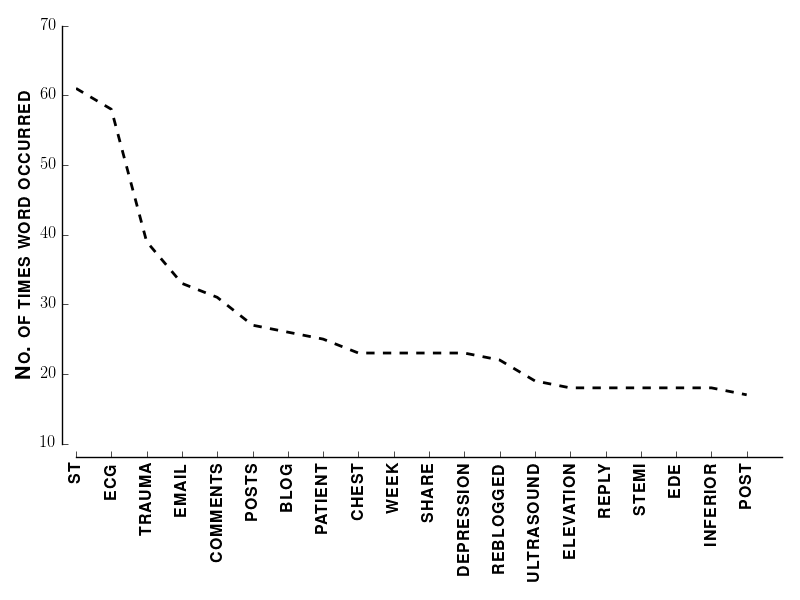 70
60
50
40
30
20
10
No. of times word occurred
ST
ECG
TRAUMA
EMAIL
COMMENTS
POSTS
BLOG
PATIENT
CHEST
WEEK
SHARE
DEPRESSION
REBLOGGED
ULTRASOUND
ELEVATION
REPLY
STEMI
EDE
INFERIOR
POST